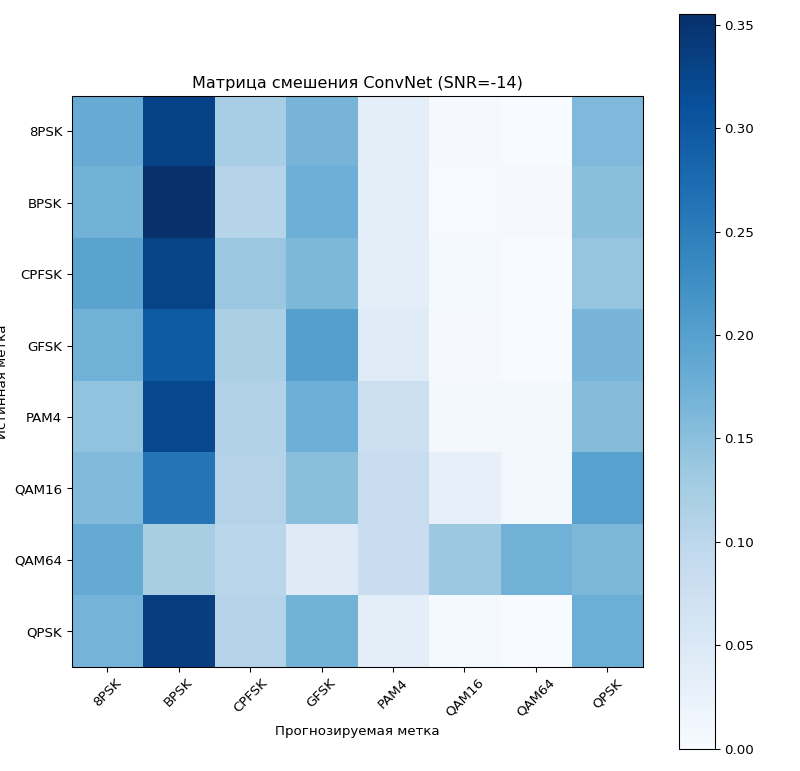 Матрица смешения ConvNet (SNR=-14)
8PSK
BPSK
CPFSK
GFSK
PAM4
QAM16
QAM64
QPSK
Истинная метка
8PSK
BPSK
CPFSK
GFSK
PAM4
QAM16
QAM64
QPSK
Прогнозируемая метка
0.35
0.30
0.25
0.20
0.15
0.10
0.05
0.00